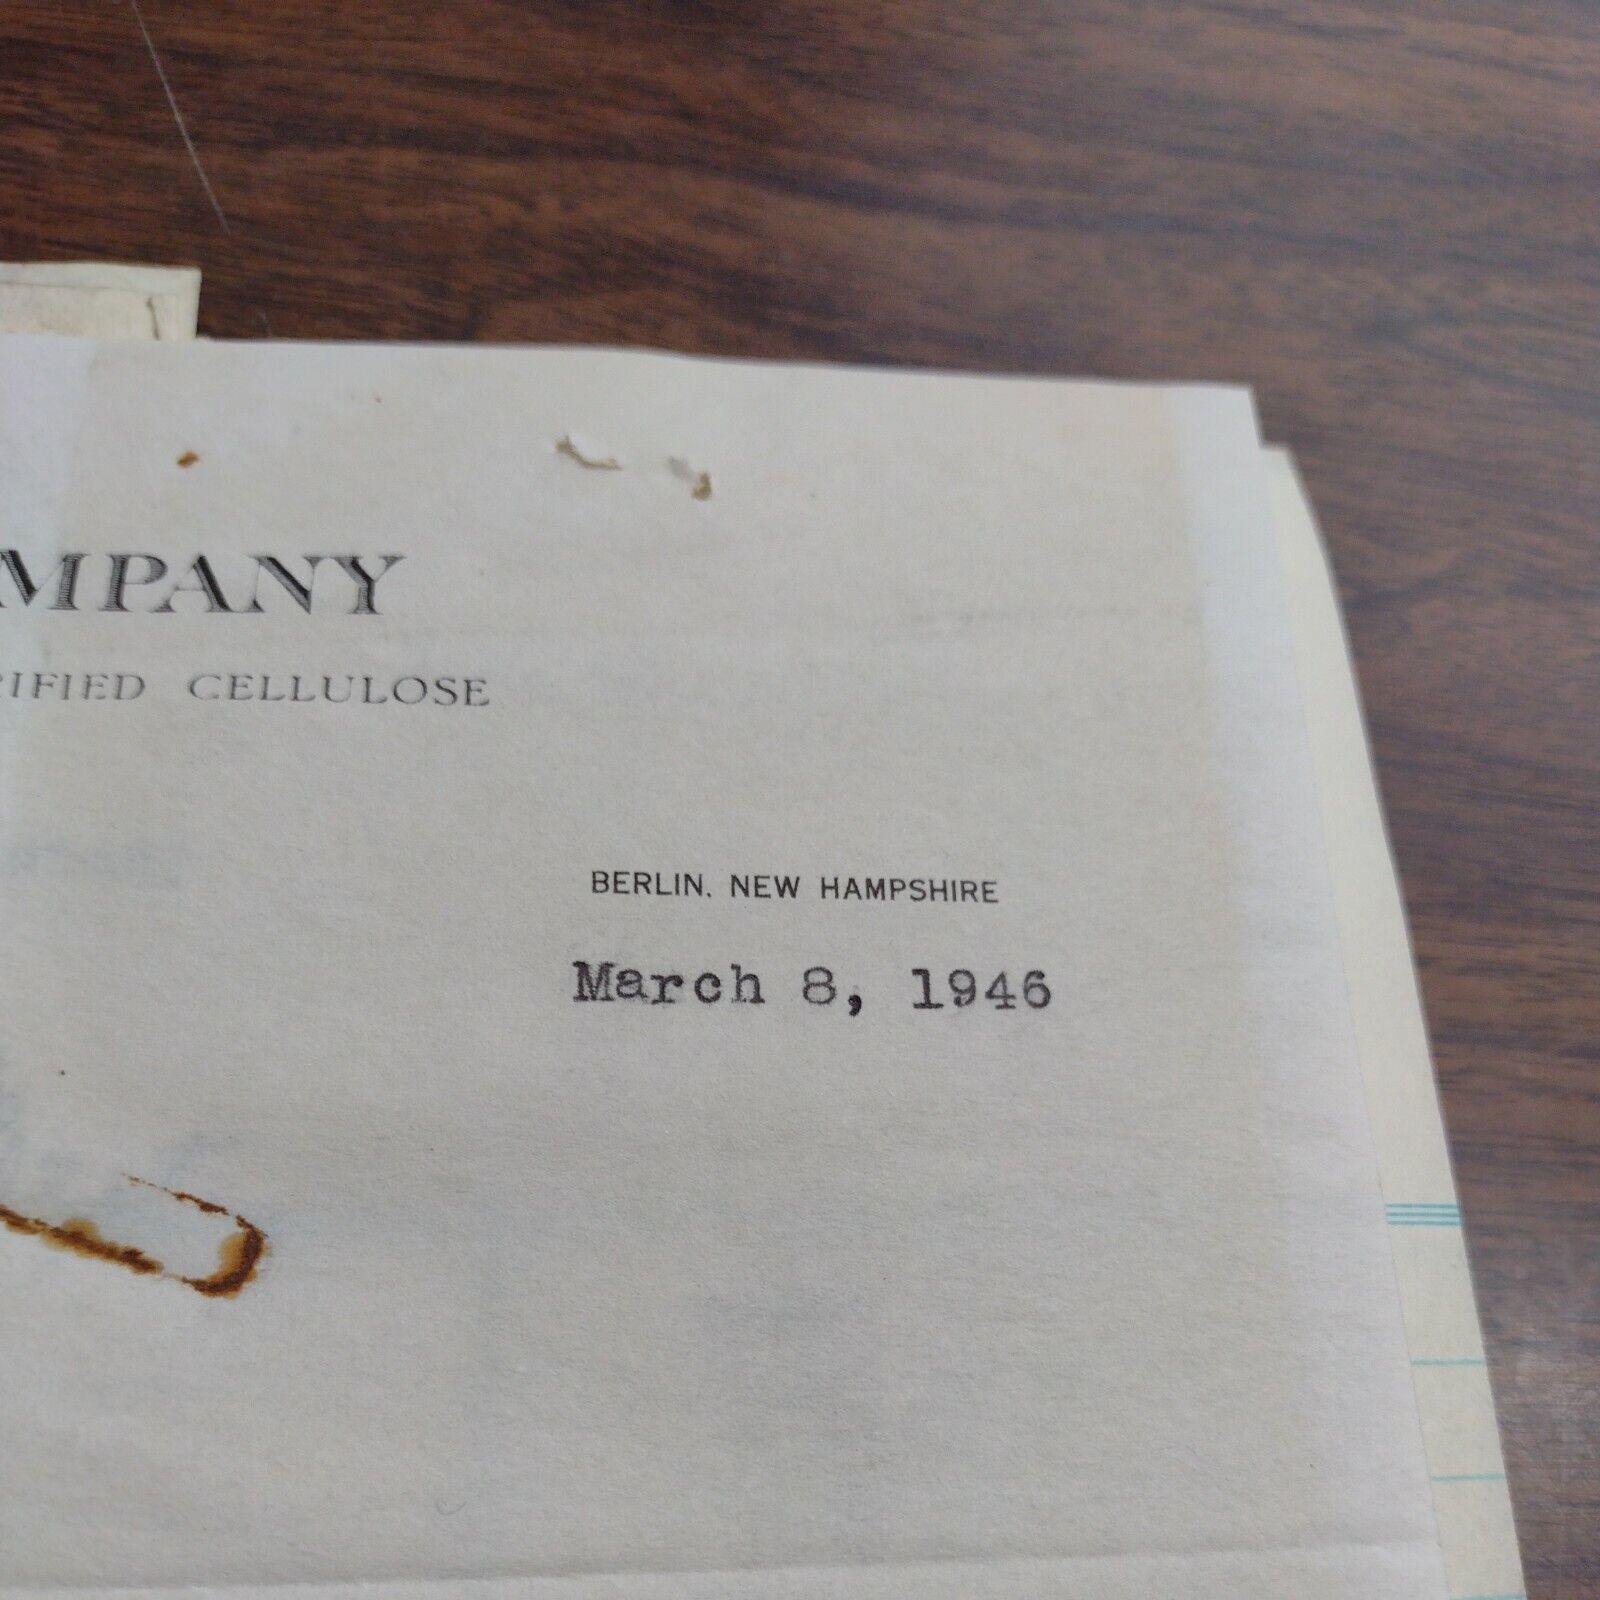 MPANY
RIFIED CELLULOSE
BERLIN, NEW HAMPSHIRE
March 8, 1946